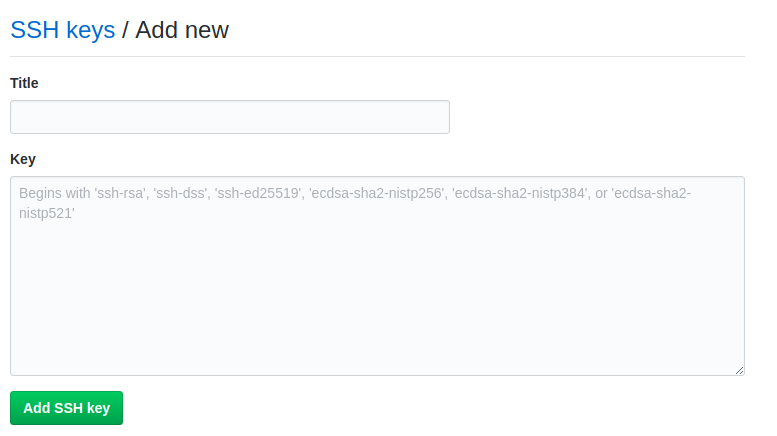 SSH keys / Add new
Title
Key
Begins with 'ssh-rsa', 'ssh-dss', 'ssh-ed25519', 'ecdsa-sha2-nistp256', 'ecdsa-sha2-nistp384', or 'ecdsa-sha2-
nistp521'
Add SSH key